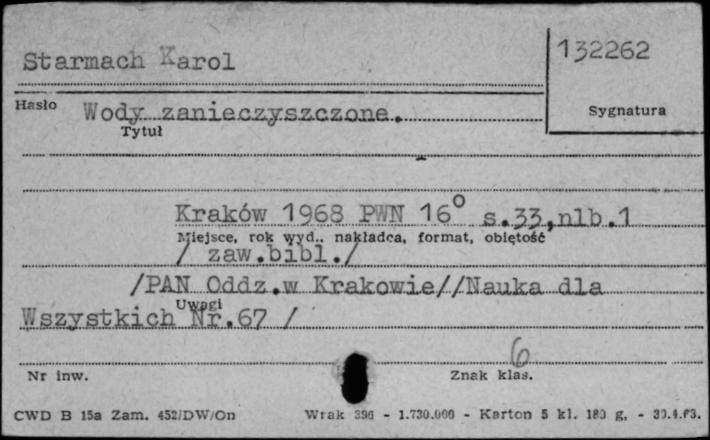 Starmach Karol
132262
Hasło
Wody zanieczyszczone.
Sygnatura
Tytuł
Kraków 1968 PWN 16° s.33,nlb.1
Miejsce, rok wyd., nakładca, format, objętość
/ zaw.bibl./
/PAN Oddz.w Krakowie//Nauka dla
Uwagi
Wszystkich Nr.67 /
6
Nr inw.
Znak klas.
CWD B 15a Zam. 452/DW/On Wrak 396 - 1.730.000 - Karton 5 kl. 180 g. - 30.4.63.